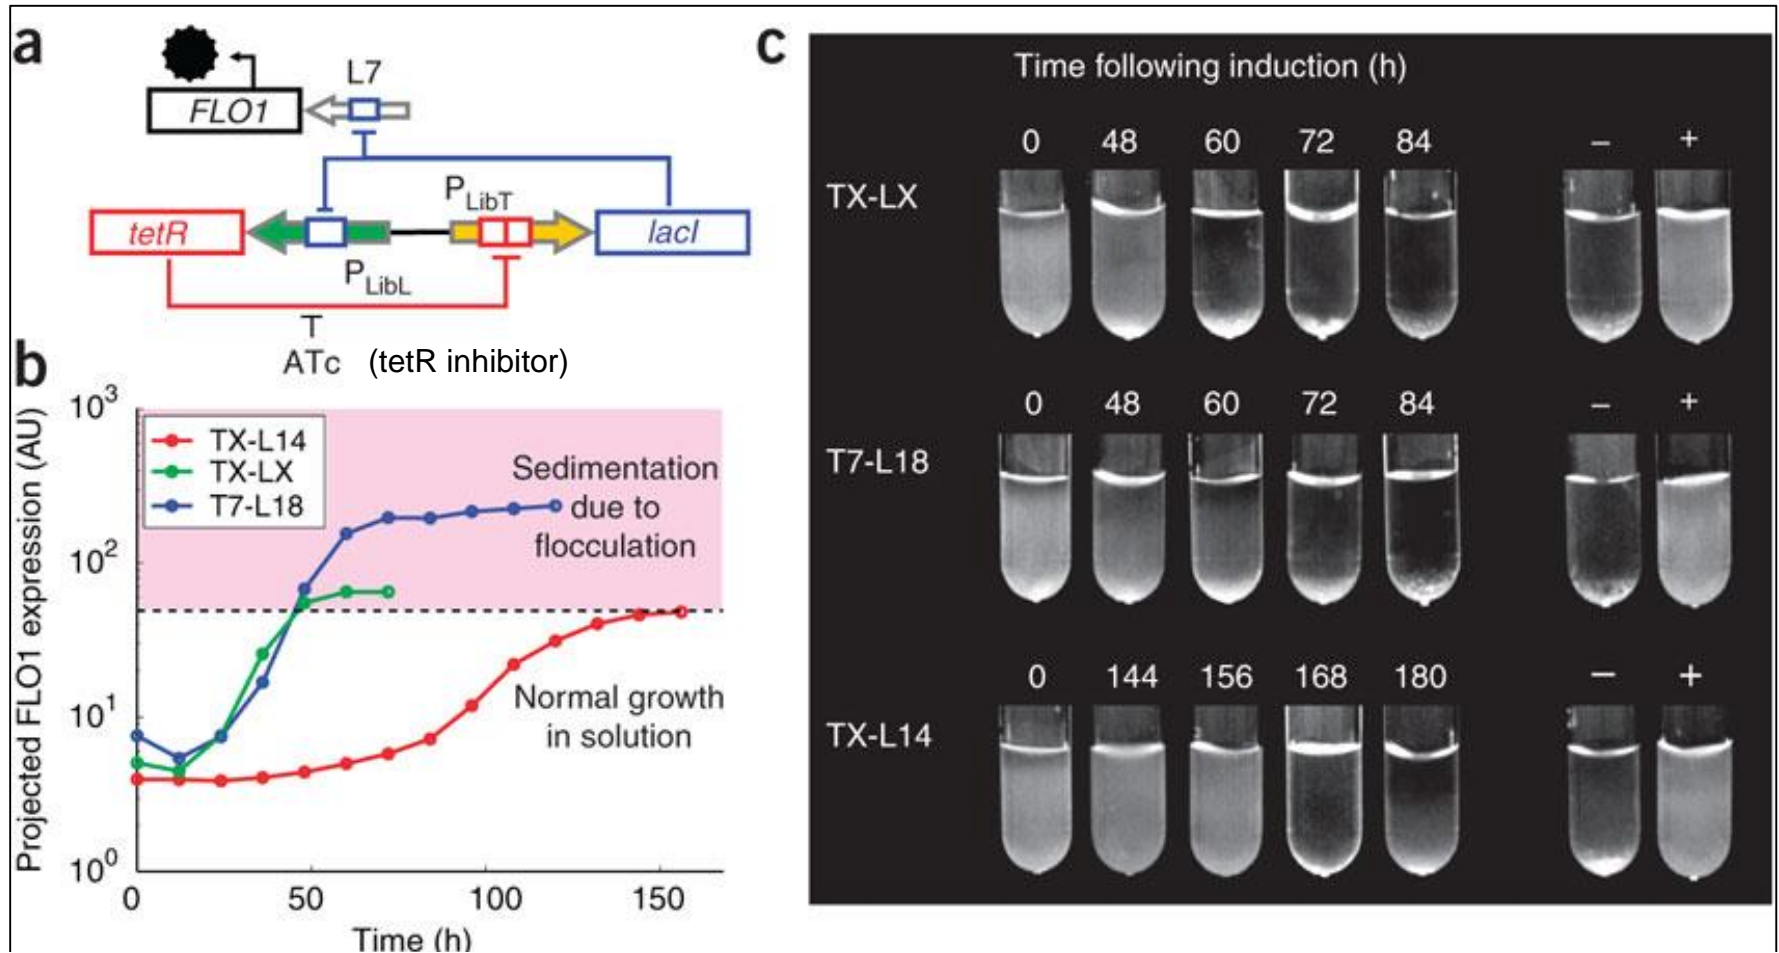 a
L7
FLO1
P LibT
tetR
lacI
P LibL
T
ATc (tetR inhibitor)
b
Projected FLO1 expression (AU)
10³
10²
10¹
10⁰
TX-L14
TX-LX
T7-L18
Sedimentation
due to
flocculation
Normal growth
in solution
0 50 100 150
Time (h)
c
Time following induction (h)
0 48 60 72 84 – +
TX-LX
0 48 60 72 84 – +
T7-L18
0 144 156 168 180 – +
TX-L14